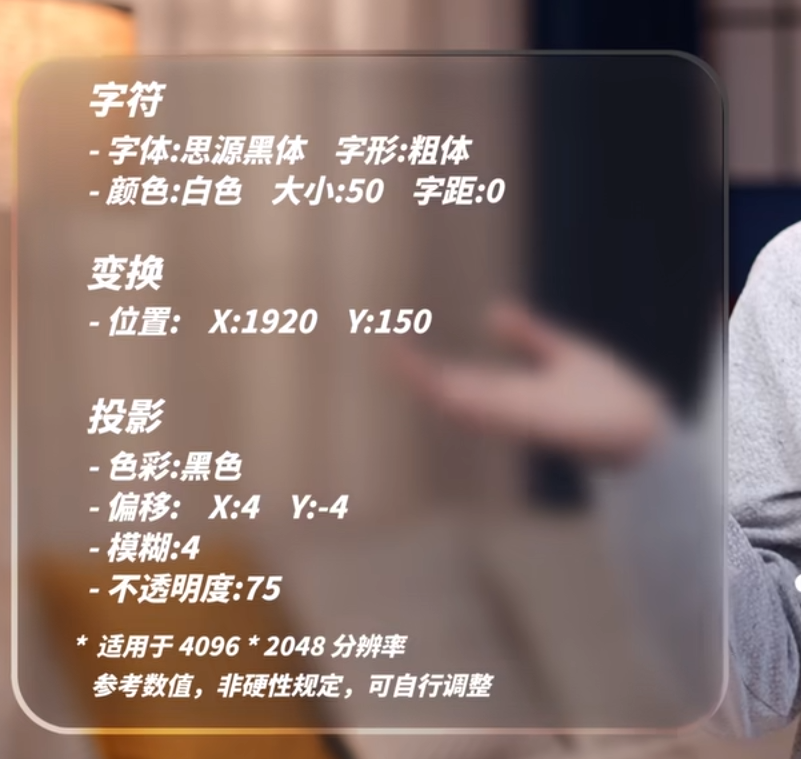 字符
- 字体:思源黑体 字形:粗体
- 颜色:白色 大小:50 字距:0
变换
- 位置: X:1920 Y:150
投影
- 色彩:黑色
- 偏移: X:4 Y:-4
- 模糊:4
- 不透明度:75
* 适用于 4096 * 2048 分辨率
参考数值，非硬性规定，可自行调整